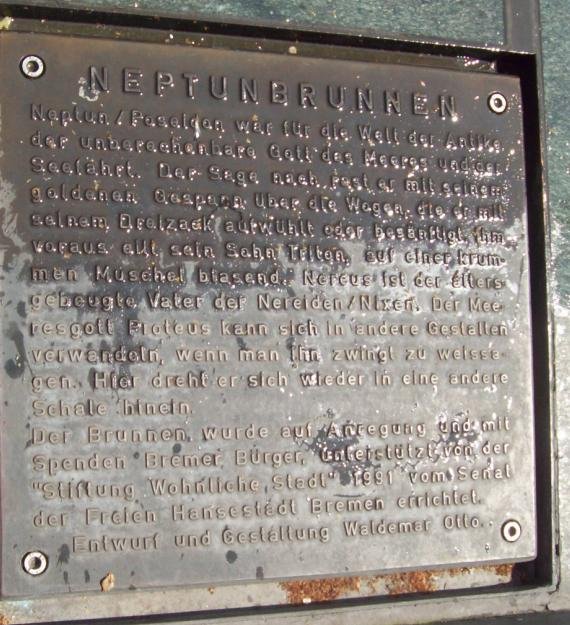 NEPTUNBRUNNEN
Neptun/Poseidon war für die Welt der Antike
der unberechenbare Gott des Meeres und der
Seefahrt. Der Sage nach rast er mit seinem
goldenen Gespann über die Wogen, die er mit
seinem Dreizack aufwühlt oder besänftigt, ihm
voraus eilt sein Sohn Triton, auf einer krum-
men Muschel blasend. Nereus ist der alters-
gebeugte Vater der Nereiden/Nixen. Der Mee-
resgott Proteus kann sich in andere Gestalten
verwandeln, wenn man ihn zwingt zu weissa-
gen. Hier dreht er sich wieder in eine andere
Schale hinein.
Der Brunnen wurde auf Anregung und mit
Spenden Bremer Bürger, unterstützt von der
"Stiftung Wohnliche Stadt" 1991 vom Senat
der Freien Hansestadt Bremen errichtet.
Entwurf und Gestaltung Waldemar Otto.